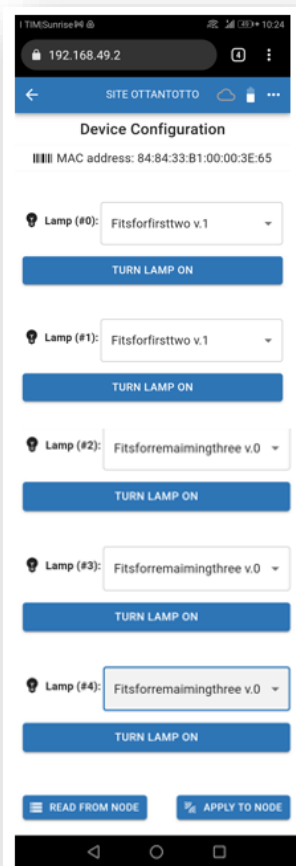 TIM|Sunrise
10:24
192.168.49.2
4
SITE OTTANTOTTO
Device Configuration
MAC address: 84:84:33:B1:00:00:3E:65
Lamp (#0): Fitsforfirsttwo v.1
TURN LAMP ON
Lamp (#1): Fitsforfirsttwo v.1
TURN LAMP ON
Lamp (#2): Fitsforremaimingthree v.0
TURN LAMP ON
Lamp (#3): Fitsforremaimingthree v.0
TURN LAMP ON
Lamp (#4): Fitsforremaimingthree v.0
TURN LAMP ON
READ FROM NODE
APPLY TO NODE